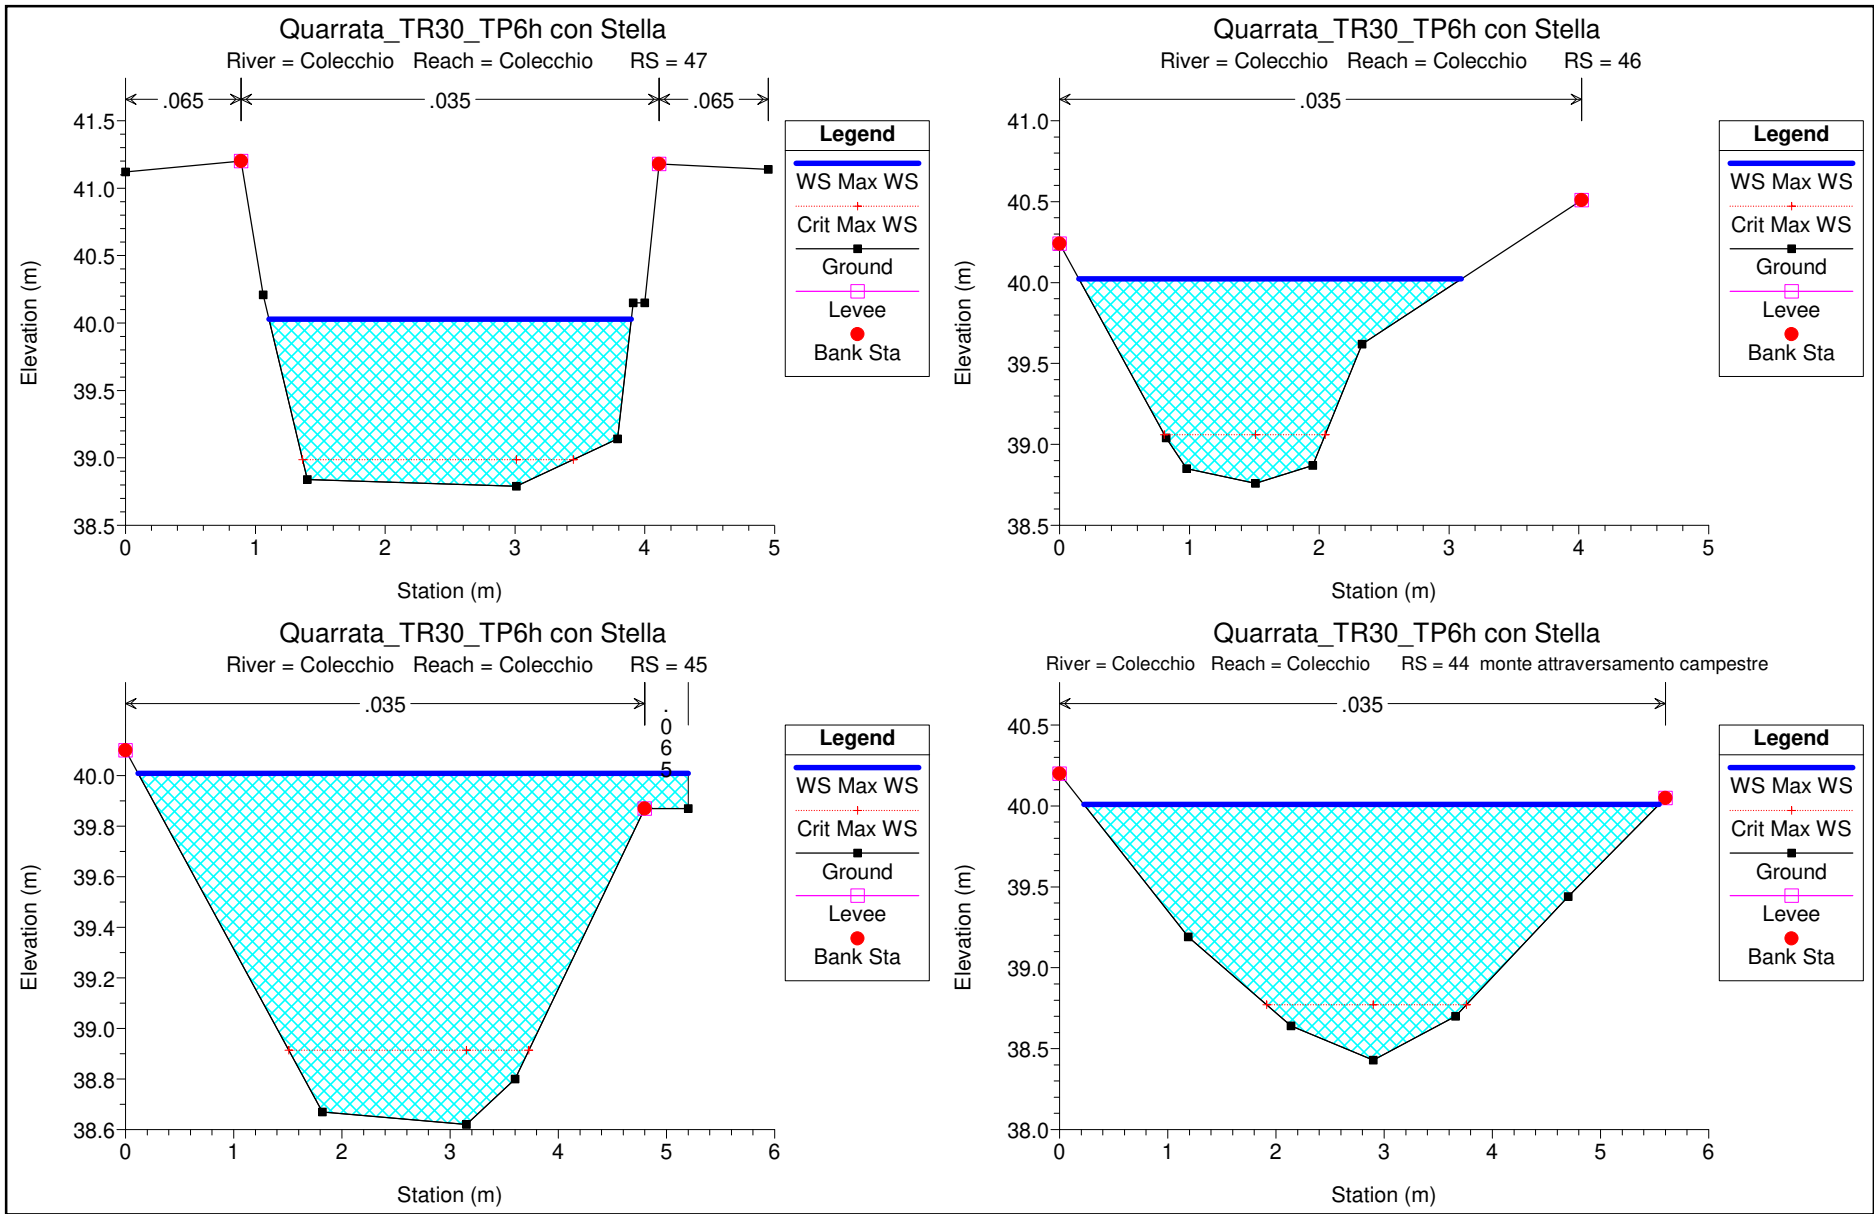 Quarrata_TR30_TP6h con Stella
River = Colecchio Reach = Colecchio RS = 47
.065 .035 .065
41.5
41.0
40.5
40.0
39.5
39.0
38.5
0 1 2 3 4 5
Station (m)
Elevation (m)
Legend
WS Max WS
Crit Max WS
Ground
Levee
Bank Sta
Quarrata_TR30_TP6h con Stella
River = Colecchio Reach = Colecchio RS = 46
.035
41.0
40.5
40.0
39.5
39.0
38.5
0 1 2 3 4 5
Station (m)
Elevation (m)
Legend
WS Max WS
Crit Max WS
Ground
Levee
Bank Sta
Quarrata_TR30_TP6h con Stella
River = Colecchio Reach = Colecchio RS = 45
.035 .065
40.0
39.8
39.6
39.4
39.2
39.0
38.8
38.6
0 1 2 3 4 5 6
Station (m)
Elevation (m)
Legend
WS Max WS
Crit Max WS
Ground
Levee
Bank Sta
Quarrata_TR30_TP6h con Stella
River = Colecchio Reach = Colecchio RS = 44 monte attraversamento campestre
.035
40.5
40.0
39.5
39.0
38.5
38.0
0 1 2 3 4 5 6
Station (m)
Elevation (m)
Legend
WS Max WS
Crit Max WS
Ground
Levee
Bank Sta